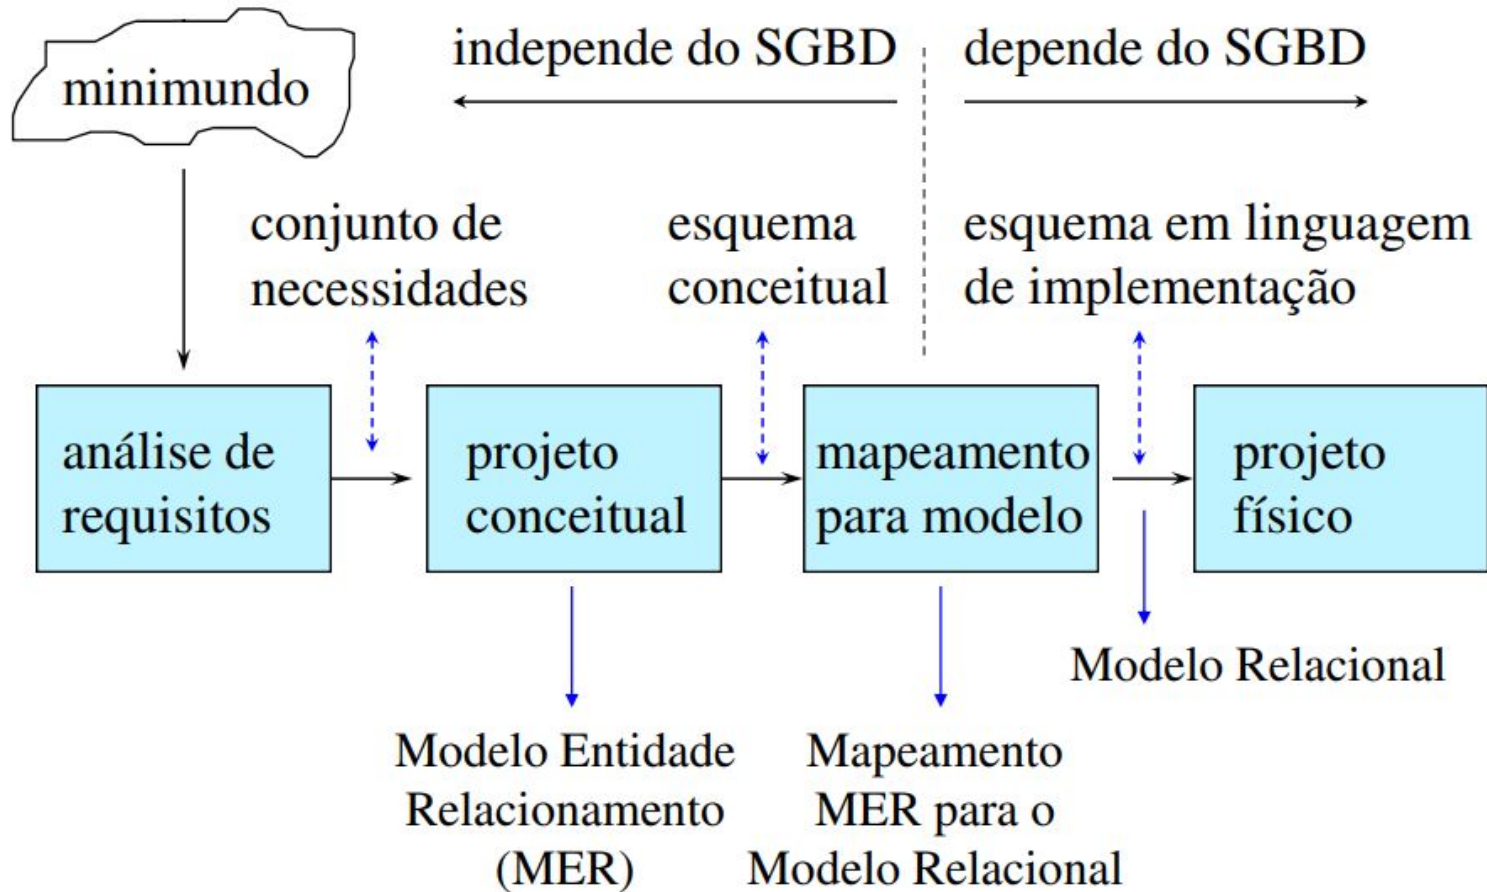 minimundo
independe do SGBD
depende do SGBD
conjunto de
necessidades
esquema
conceitual
esquema em linguagem
de implementação
análise de
requisitos
projeto
conceitual
mapeamento
para modelo
projeto
físico
Modelo Entidade
Relacionamento
(MER)
Mapeamento
MER para o
Modelo Relacional
Modelo Relacional